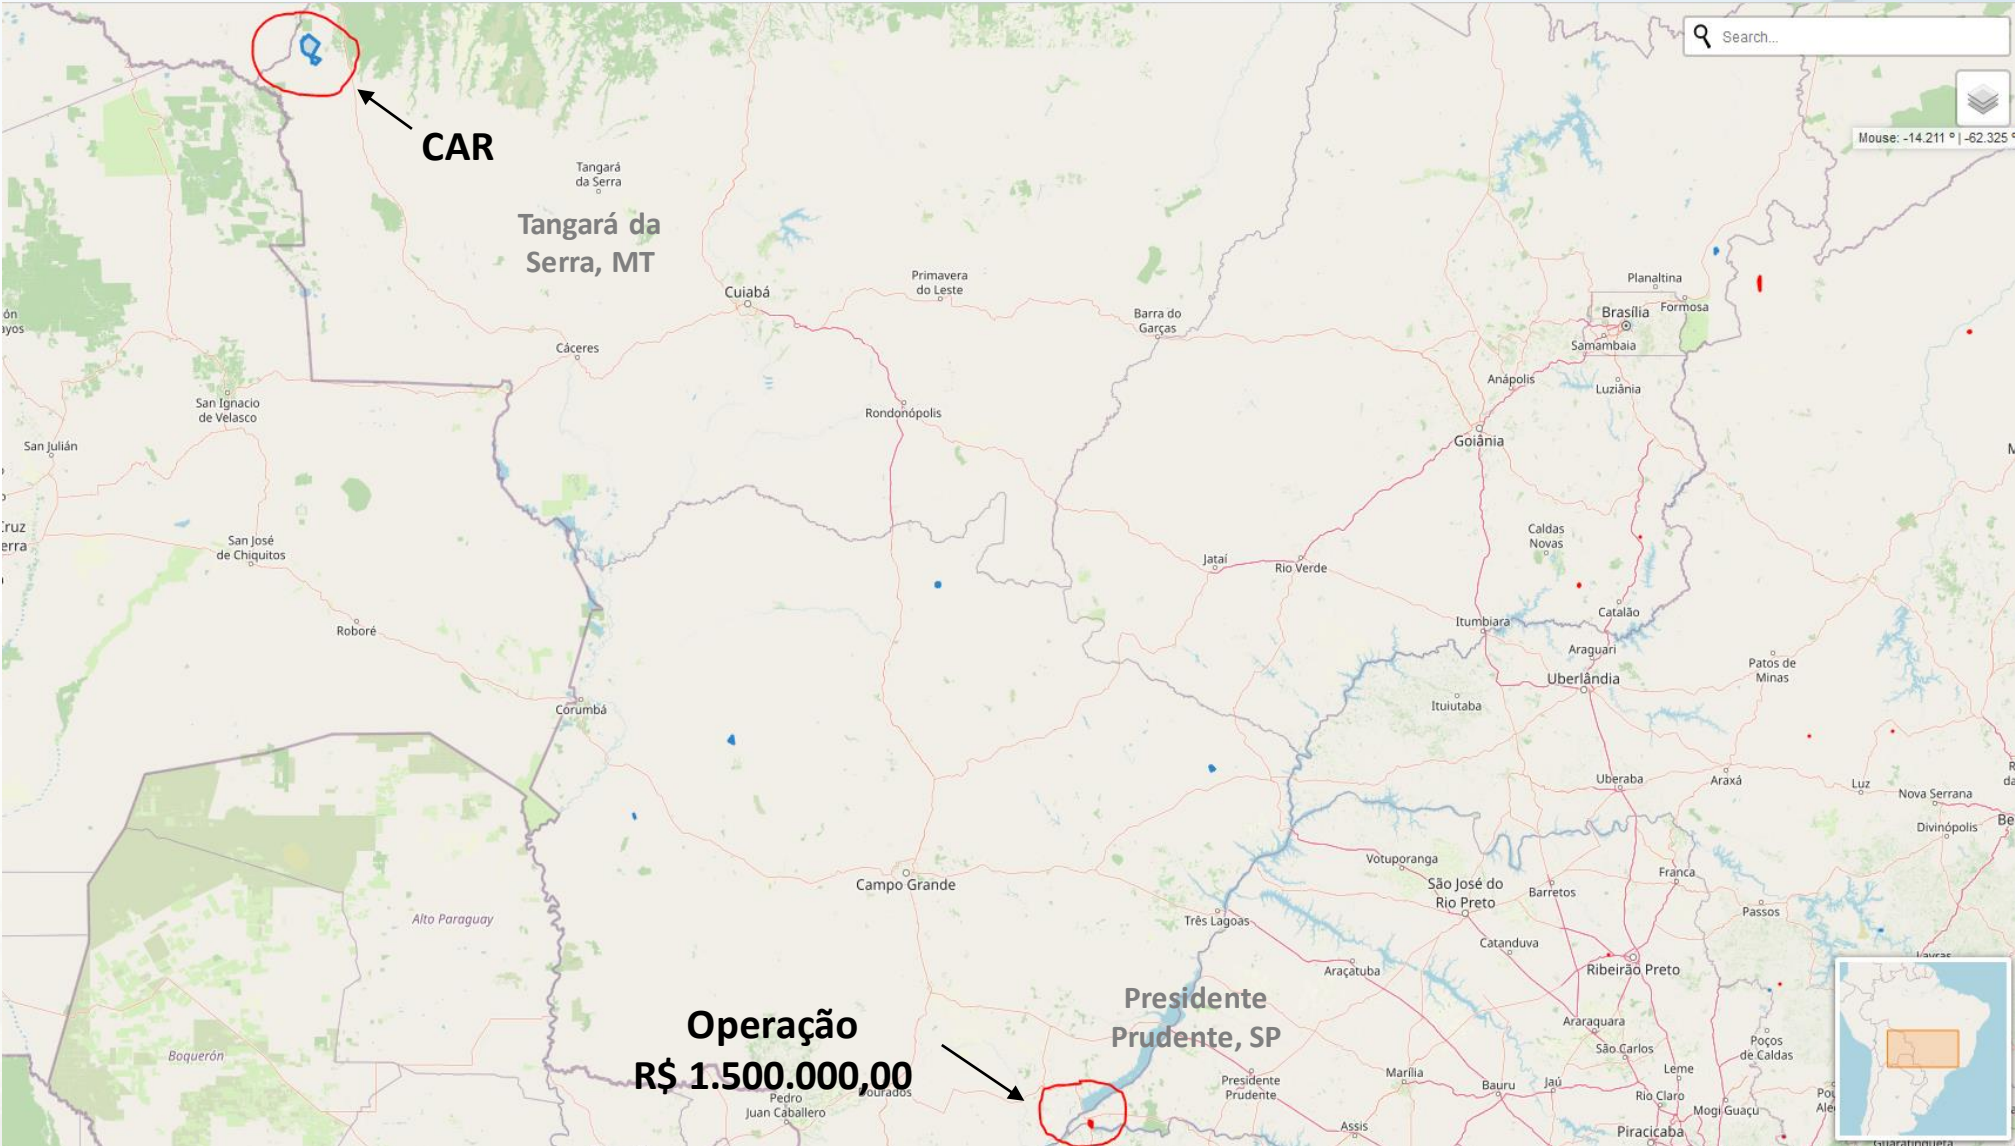 Search...
Mouse: -14.211 º | -62.325 º
CAR
Tangará
da Serra
Tangará da
Serra, MT
Cuiabá
Primavera
do Leste
Barra do
Garças
Planaltina
Brasília
Formosa
Samambaia
Cáceres
Anápolis
Luziânia
San Ignacio
de Velasco
Rondonópolis
Goiânia
San Julián
San José
de Chiquitos
Caldas
Novas
Jataí
Rio Verde
Roboré
Catalão
Itumbiara
Araguari
Uberlândia
Patos de
Minas
Ituiutaba
Corumbá
Uberaba
Araxá
Luz
Nova Serrana
Divinópolis
Votuporanga
Campo Grande
São José do
Rio Preto
Barretos
Franca
Passos
Alto Paraguay
Três Lagoas
Catanduva
Araçatuba
Ribeirão Preto
Lavras
Presidente
Prudente, SP
Operação
R$ 1.500.000,00
Araraquara
São Carlos
Poços
de Caldas
Boquerón
Presidente
Prudente
Marília
Bauru
Jaú
Leme
Rio Claro
Mogi Guaçu
Dourados
Pedro
Juan Caballero
Assis
Piracicaba
Guaratinguetá